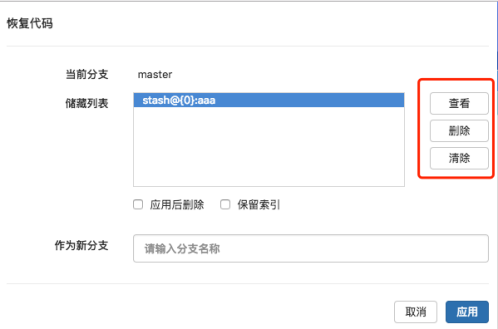 恢复代码
当前分支 master
储藏列表 stash@{0}:aaa
查看
删除
清除
应用后删除 保留索引
作为新分支 请输入分支名称
取消 应用